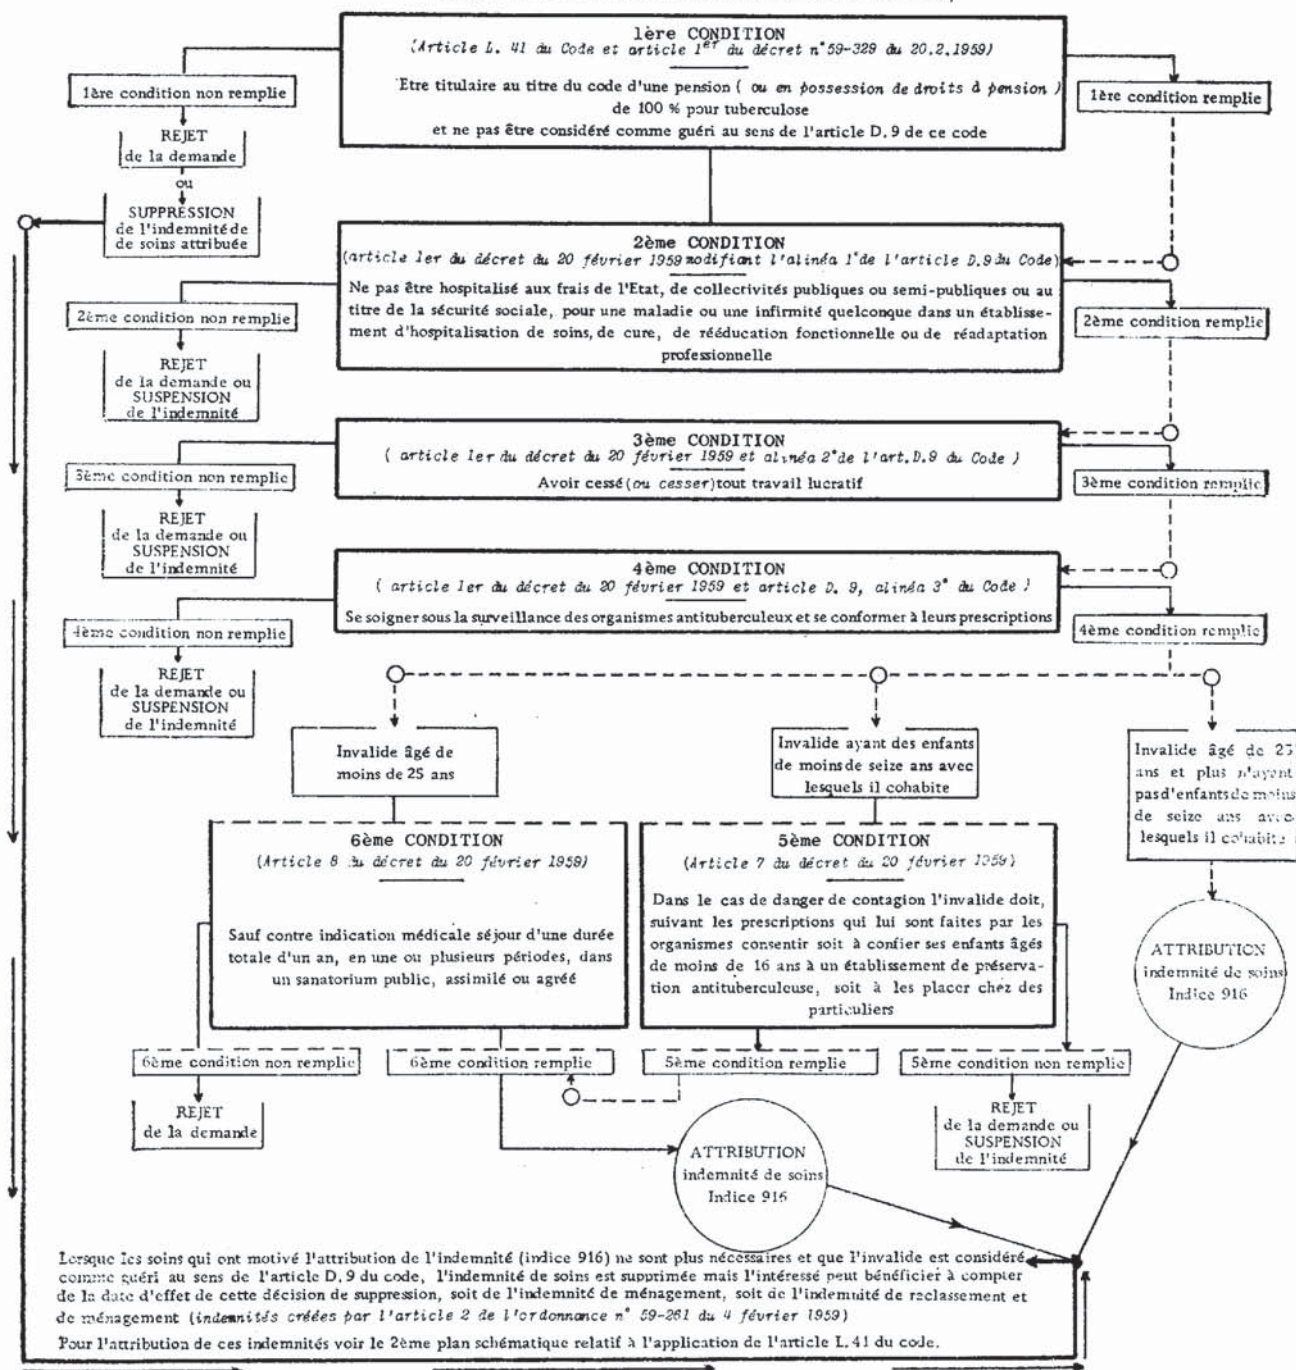 1ère CONDITION
(Article L. 41 du Code et article 1er du décret n°59-329 du 20.2.1959)
Etre titulaire au titre du code d'une pension ( ou en possession de droits à pension )
de 100 % pour tuberculose
et ne pas être considéré comme guéri au sens de l'article D.9 de ce code
1ère condition non remplie
1ère condition remplie
REJET
de la demande
ou
SUPPRESSION
de l'indemnité de
de soins attribuée
2ème CONDITION
(article 1er du décret du 20 février 1959 modifiant l'alinéa 1° de l'article D.9 du Code)
Ne pas être hospitalisé aux frais de l'Etat, de collectivités publiques ou semi-publiques ou au
titre de la sécurité sociale, pour une maladie ou une infirmité quelconque dans un établisse-
ment d'hospitalisation de soins, de cure, de rééducation fonctionnelle ou de réadaptation
professionnelle
2ème condition non remplie
2ème condition remplie
REJET
de la demande ou
SUSPENSION
de l'indemnité
3ème CONDITION
( article 1er du décret du 20 février 1959 et alinéa 2° de l'art.D.9 du Code )
Avoir cessé (ou cesser) tout travail lucratif
3ème condition non remplie
3ème condition remplie
REJET
de la demande ou
SUSPENSION
de l'indemnité
4ème CONDITION
( article 1er du décret du 20 février 1959 et article D. 9, alinéa 3° du Code )
Se soigner sous la surveillance des organismes antituberculeux et se conformer à leurs prescriptions
4ème condition non remplie
4ème condition remplie
REJET
de la demande ou
SUSPENSION
de l'indemnité
Invalide âgé de
moins de 25 ans
Invalide ayant des enfants
de moins de seize ans avec
lesquels il cohabite
Invalide âgé de 25
ans et plus n'ayant
pas d'enfants de moins
de seize ans avec
lesquels il cohabite
6ème CONDITION
(Article 8 du décret du 20 février 1959)
Sauf contre indication médicale séjour d'une durée
totale d'un an, en une ou plusieurs périodes, dans
un sanatorium public, assimilé ou agréé
5ème CONDITION
(Article 7 du décret du 20 février 1959)
Dans le cas de danger de contagion l'invalide doit,
suivant les prescriptions qui lui sont faites par les
organismes consentir soit à confier ses enfants âgés
de moins de 16 ans à un établissement de préserva-
tion antituberculeuse, soit à les placer chez des
particuliers
ATTRIBUTION
indemnité de soins
Indice 916
6ème condition non remplie
6ème condition remplie
5ème condition remplie
5ème condition non remplie
REJET
de la demande
REJET
de la demande ou
SUSPENSION
de l'indemnité
ATTRIBUTION
indemnité de soins
Indice 916
Lorsque les soins qui ont motivé l'attribution de l'indemnité (indice 916) ne sont plus nécessaires et que l'invalide est considéré
comme guéri au sens de l'article D.9 du code, l'indemnité de soins est supprimée mais l'intéressé peut bénéficier à compter
de la date d'effet de cette décision de suppression, soit de l'indemnité de ménagement, soit de l'indemnité de reclassement et
de ménagement (indemnités créées par l'article 2 de l'ordonnance n° 59-261 du 4 février 1959)
Pour l'attribution de ces indemnités voir le 2ème plan schématique relatif à l'application de l'article L.41 du code.